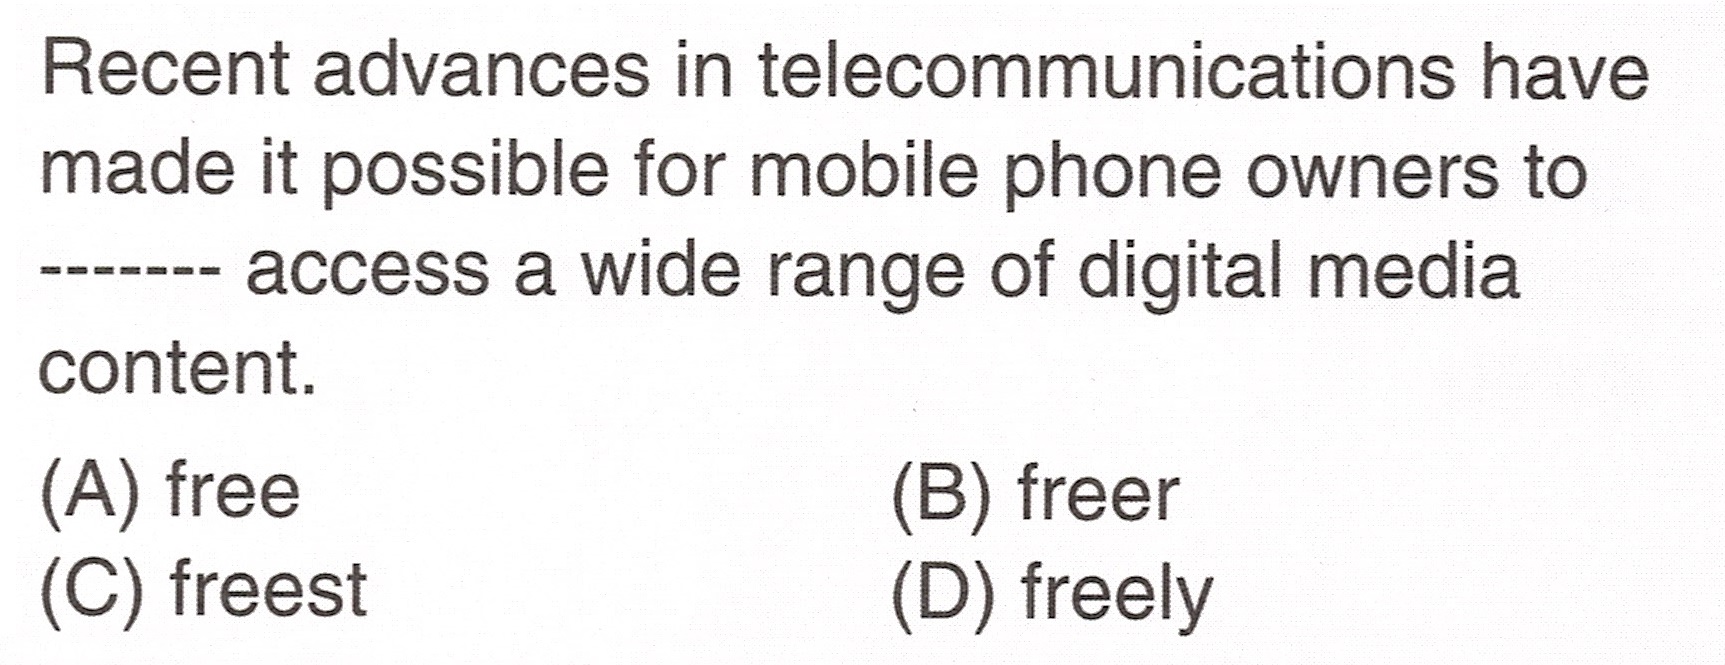 Recent advances in telecommunications have
made it possible for mobile phone owners to
------- access a wide range of digital media
content.
(A) free (B) freer
(C) freest (D) freely